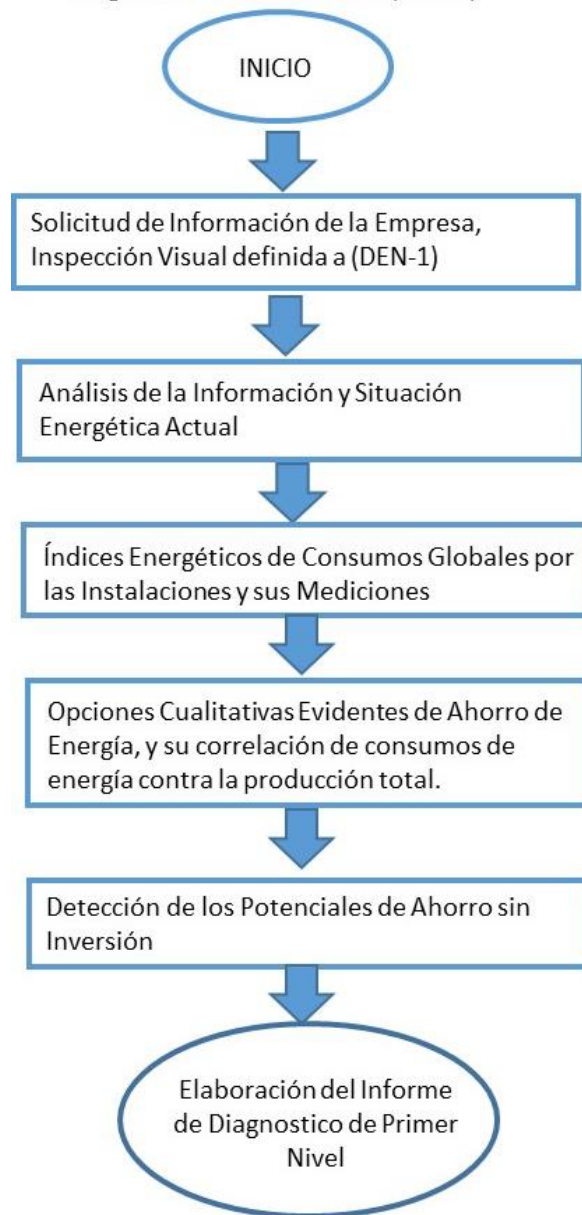 INICIO
Solicitud de Información de la Empresa,
Inspección Visual definida a (DEN-1)
Análisis de la Información y Situación
Energética Actual
Índices Energéticos de Consumos Globales por
las Instalaciones y sus Mediciones
Opciones Cualitativas Evidentes de Ahorro de
Energía, y su correlación de consumos de
energía contra la producción total.
Detección de los Potenciales de Ahorro sin
Inversión
Elaboración del Informe
de Diagnostico de Primer
Nivel